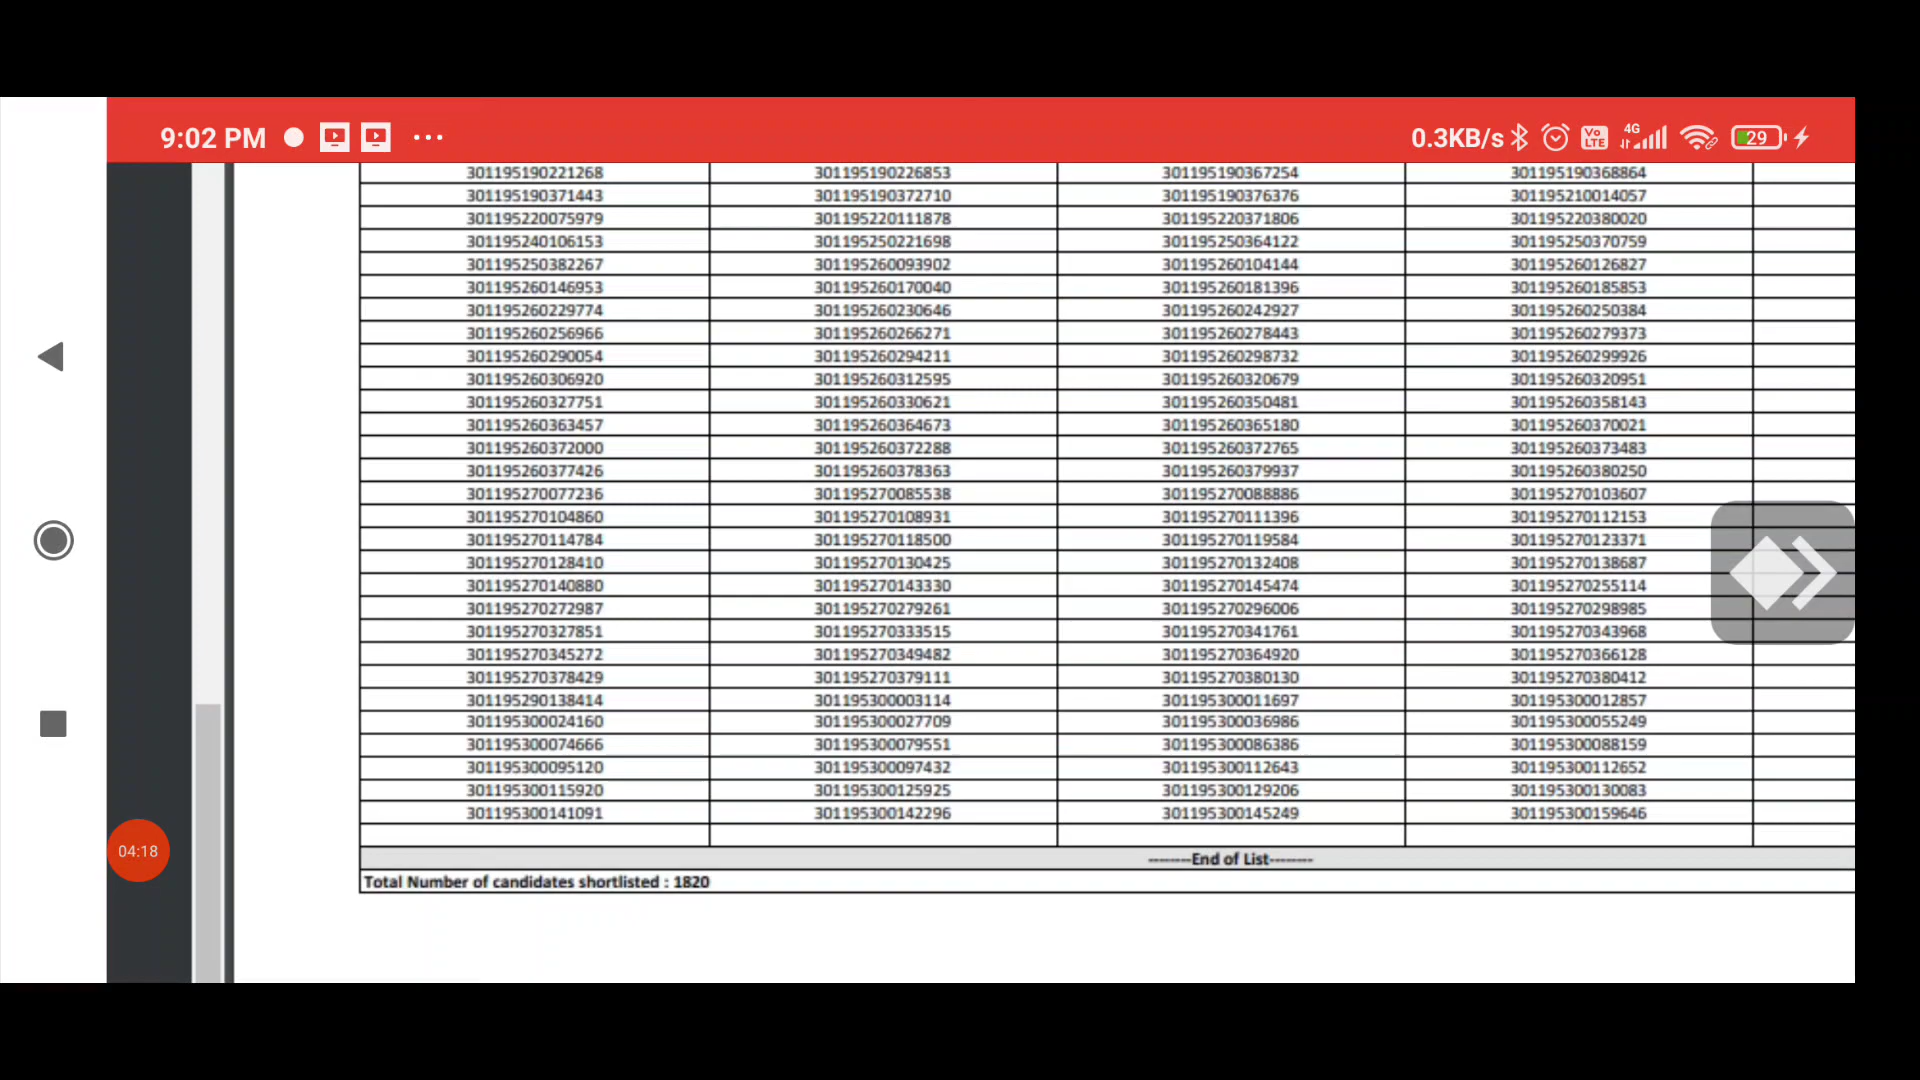 9:02 PM ... 0.3KB/s Vo LTE 4G 29
301195190221268 301195190226853 301195190367254 301195190368864
301195190371443 301195190372710 301195190376376 301195210014057
301195220075979 301195220111878 301195220371806 301195220380020
301195240106153 301195250221698 301195250364122 301195250370759
301195250382267 301195260093902 301195260104144 301195260126827
301195260146953 301195260170040 301195260181396 301195260185853
301195260229774 301195260230646 301195260242927 301195260250384
301195260256966 301195260266271 301195260278443 301195260279373
301195260290054 301195260294211 301195260298732 301195260299926
301195260306920 301195260312595 301195260320679 301195260320951
301195260327751 301195260330621 301195260350481 301195260358143
301195260363457 301195260364673 301195260365180 301195260370021
301195260372000 301195260372288 301195260372765 301195260373483
301195260377426 301195260378363 301195260379937 301195260380250
301195270077236 301195270085538 301195270088886 301195270103607
301195270104860 301195270108931 301195270111396 301195270112153
301195270114784 301195270118500 301195270119584 301195270123371
301195270128410 301195270130425 301195270132408 301195270138687
301195270140880 301195270143330 301195270145474 301195270255114
301195270272987 301195270279261 301195270296006 301195270298985
301195270327851 301195270333515 301195270341761 301195270343968
301195270345272 301195270349482 301195270364920 301195270366128
301195270378429 301195270379111 301195270380130 301195270380412
301195290138414 301195300003114 301195300011697 301195300012857
301195300024160 301195300027709 301195300036986 301195300055249
301195300074666 301195300079551 301195300086386 301195300088159
301195300095120 301195300097432 301195300112643 301195300112652
301195300115920 301195300125925 301195300129206 301195300130083
301195300141091 301195300142296 301195300145249 301195300159646
--------End of List--------
Total Number of candidates shortlisted : 1820
04:18